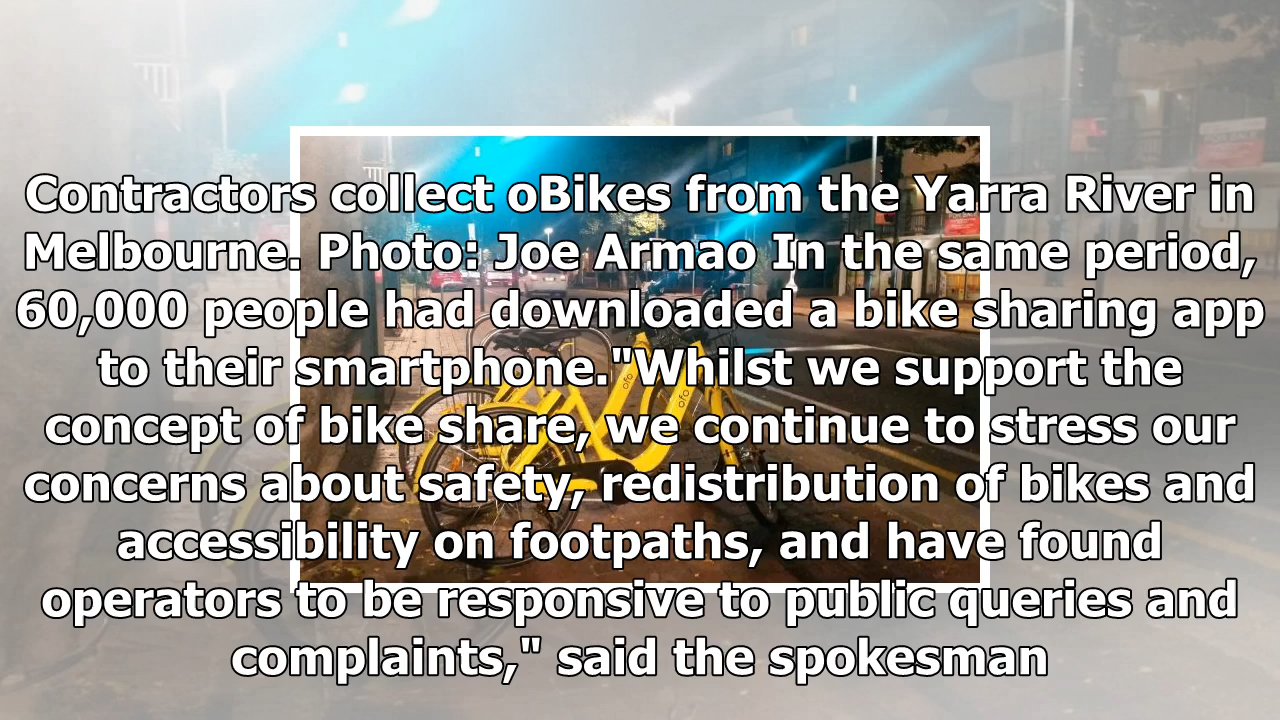 Contractors collect oBikes from the Yarra River in
Melbourne. Photo: Joe Armao In the same period,
60,000 people had downloaded a bike sharing app
to their smartphone."Whilst we support the
concept of bike share, we continue to stress our
concerns about safety, redistribution of bikes and
accessibility on footpaths, and have found
operators to be responsive to public queries and
complaints," said the spokesman
ofo
ofo